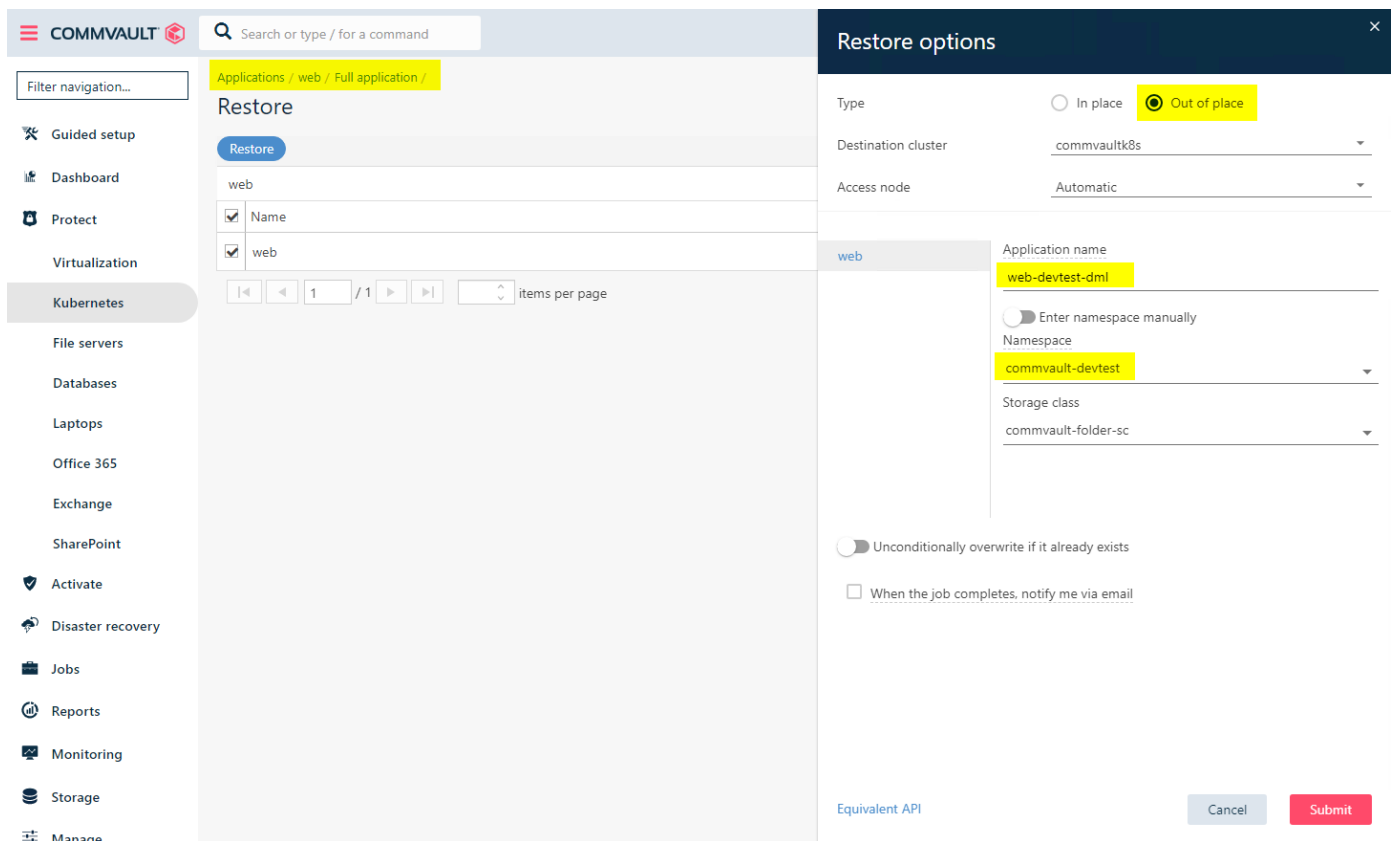 COMMVAULT
Search or type / for a command
Filter navigation...
Guided setup
Dashboard
Protect
Virtualization
Kubernetes
File servers
Databases
Laptops
Office 365
Exchange
SharePoint
Activate
Disaster recovery
Jobs
Reports
Monitoring
Storage
Manage
Applications / web / Full application /
Restore
Restore
web
Name
web
1 / 1 items per page
Restore options
×
Type In place Out of place
Destination cluster commvaultk8s
Access node Automatic
web
Application name
web-devtest-dml
Enter namespace manually
Namespace
commvault-devtest
Storage class
commvault-folder-sc
Unconditionally overwrite if it already exists
When the job completes, notify me via email
Equivalent API
Cancel
Submit